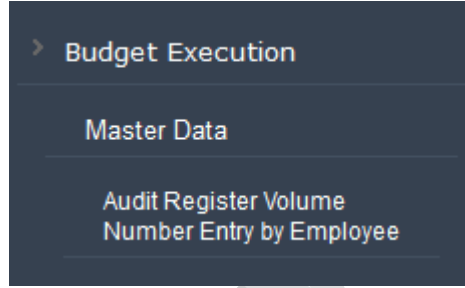 Budget Execution
Master Data
Audit Register Volume
Number Entry by Employee